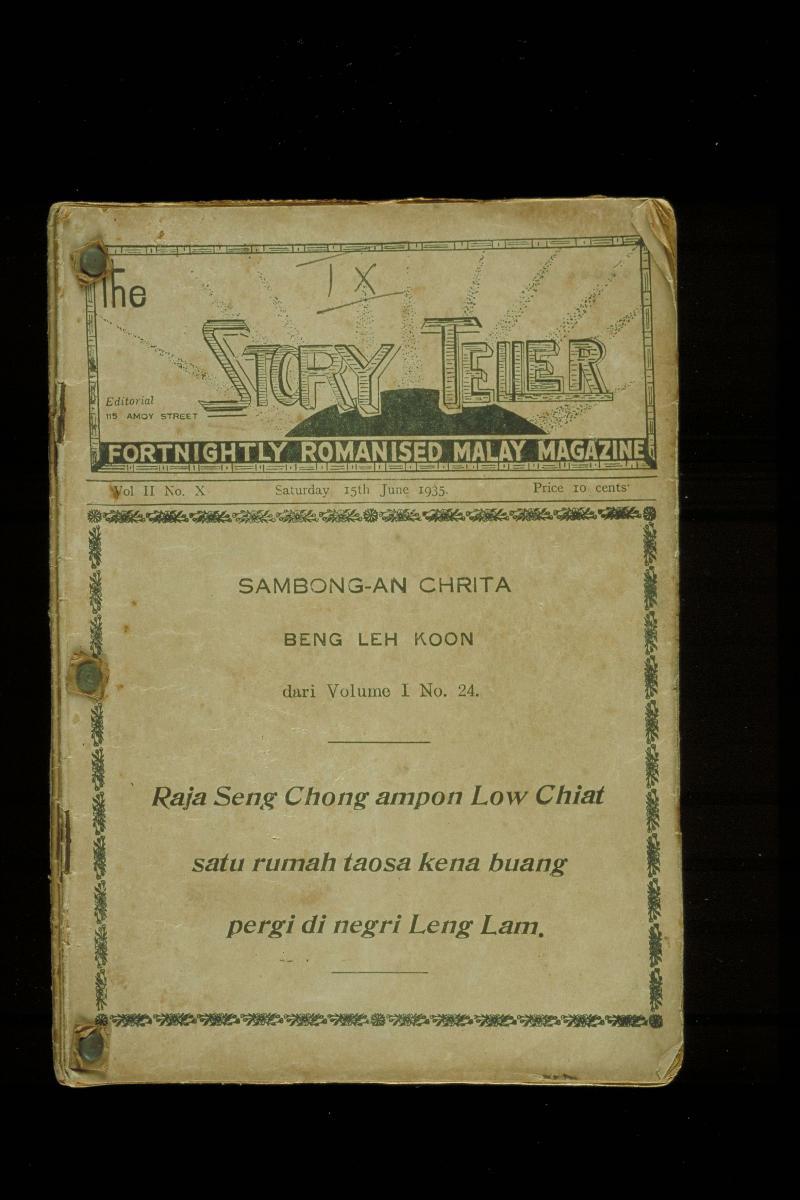 The
IX
STORY TELLER
Editorial
115 AMOY STREET
FORTNIGHTLY ROMANISED MALAY MAGAZINE
Vol II No. X Saturday 15th June 1935. Price 10 cents
SAMBONG-AN CHRITA
BENG LEH KOON
dari Volume I No. 24.
Raja Seng Chong ampon Low Chiat
satu rumah taosa kena buang
pergi di negri Leng Lam.